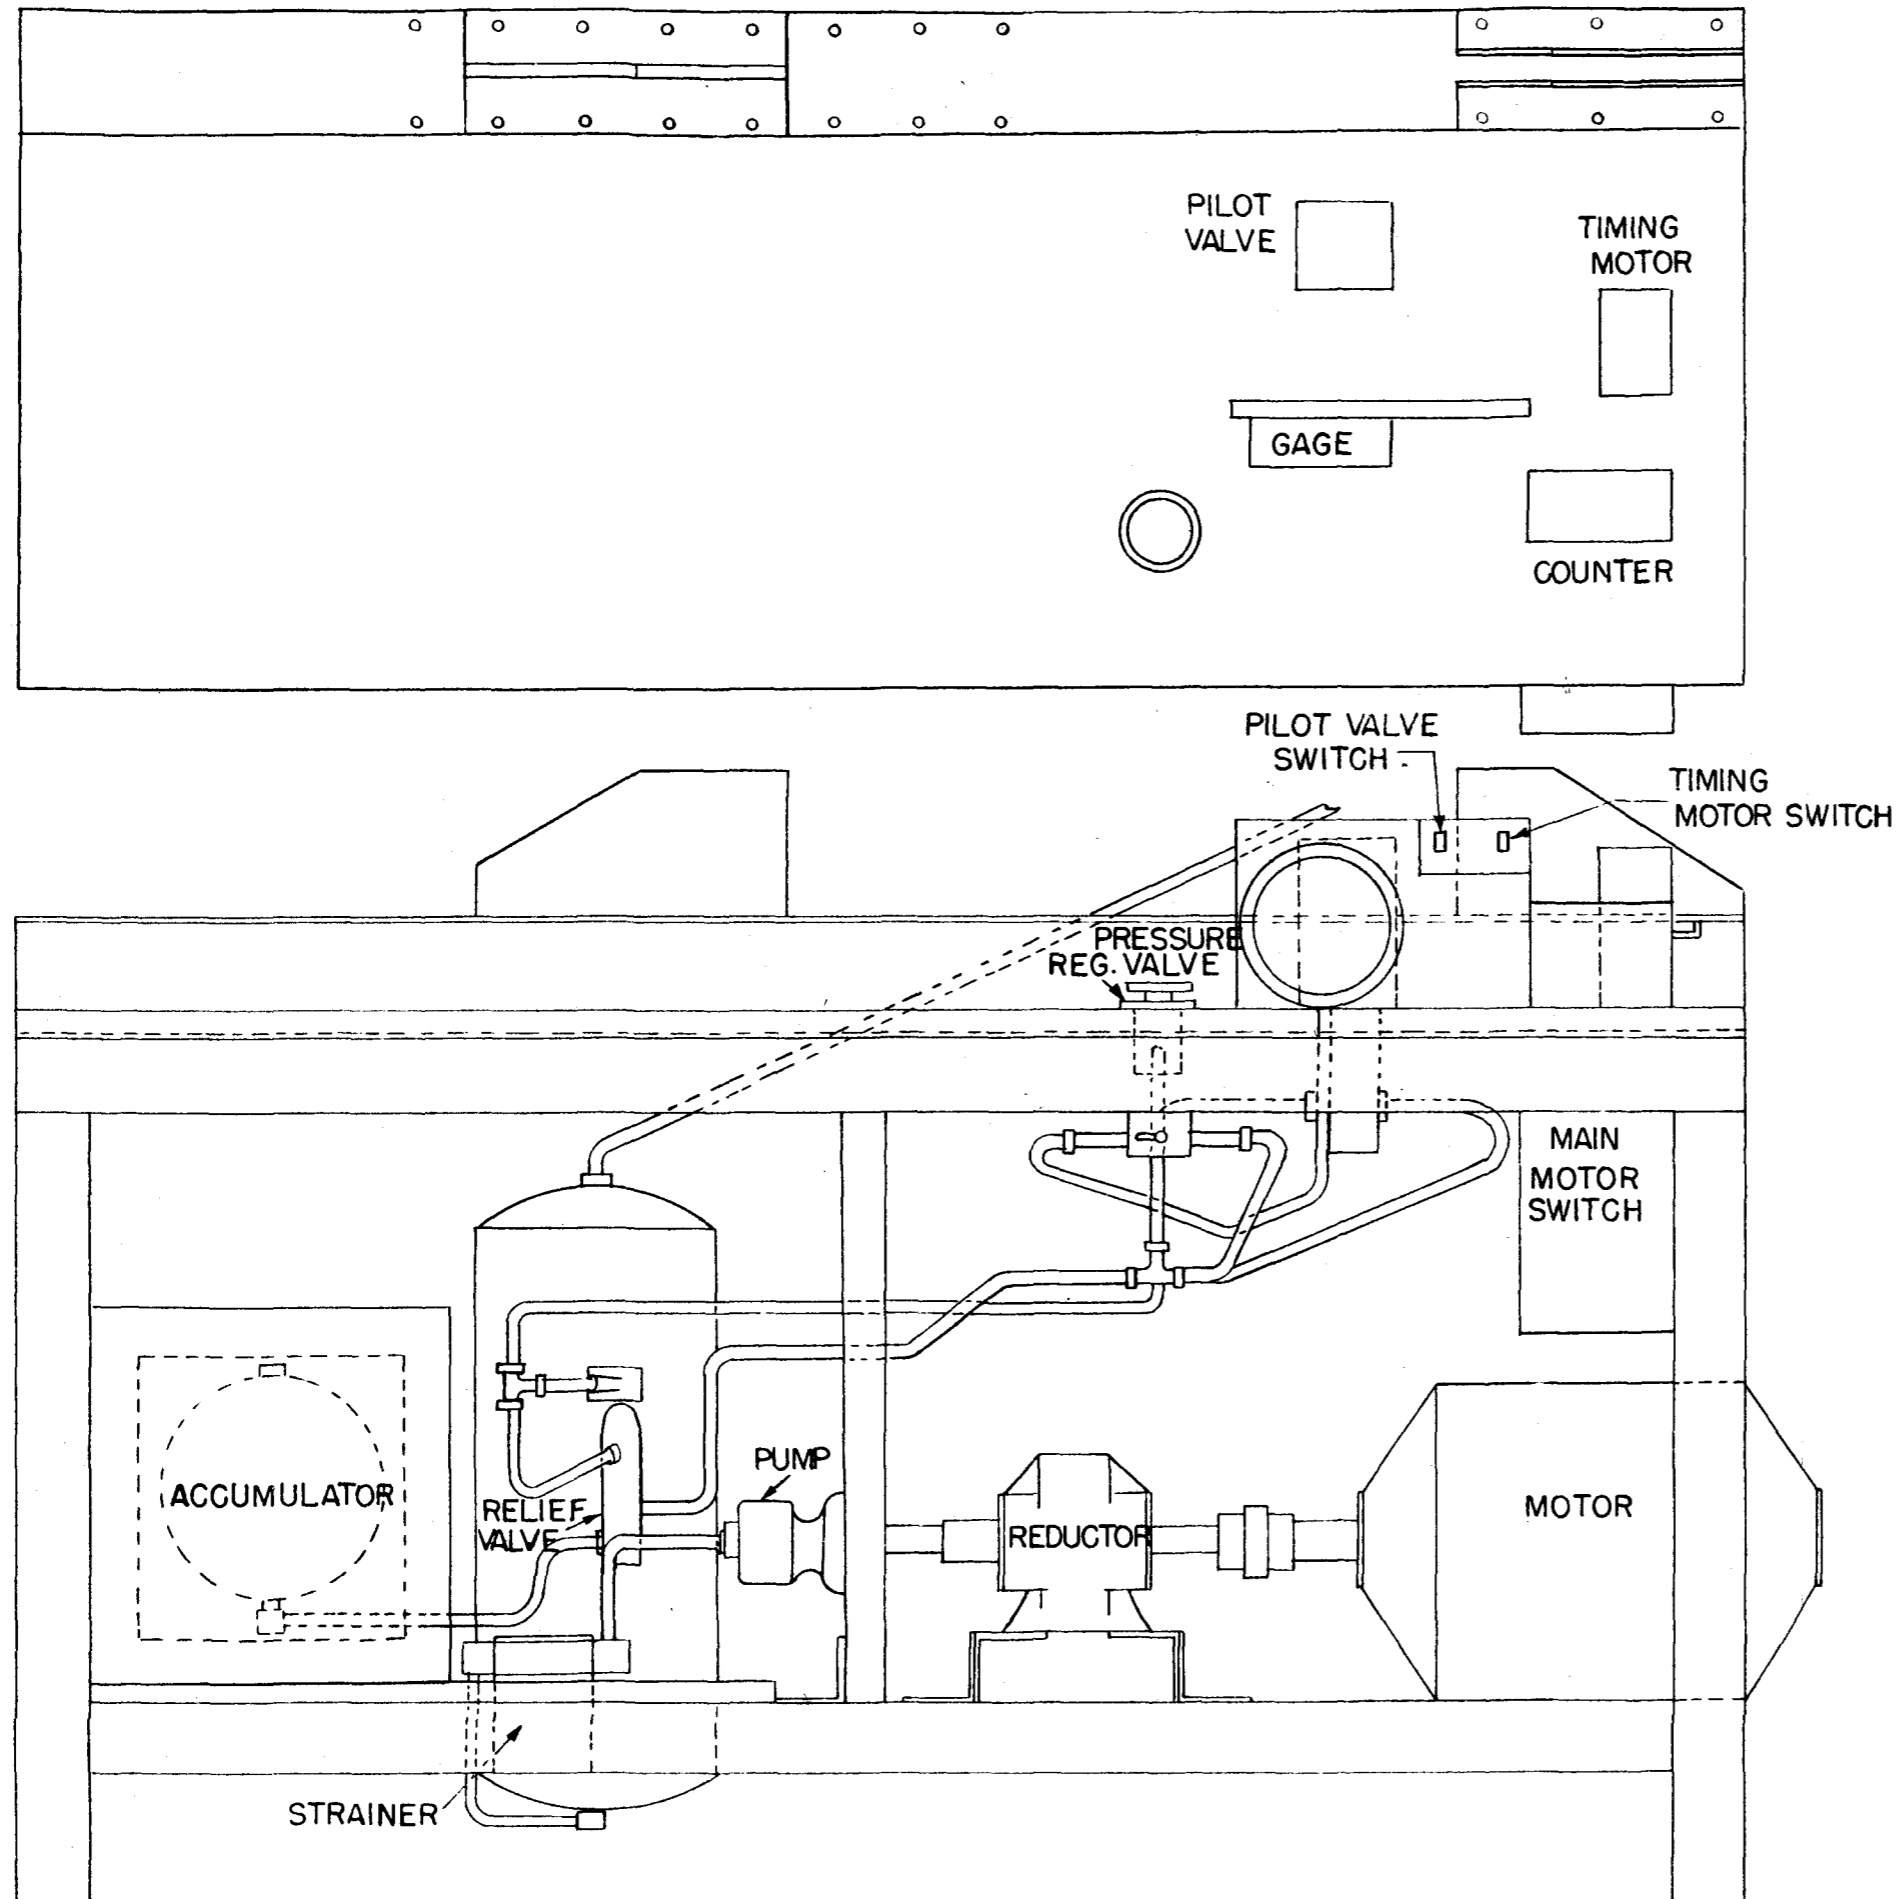 PILOT
VALVE
TIMING
MOTOR
GAGE
COUNTER
PILOT VALVE
SWITCH
TIMING
MOTOR SWITCH
PRESSURE
REG. VALVE
MAIN
MOTOR
SWITCH
ACCUMULATOR
RELIEF
VALVE
PUMP
REDUCTOR
MOTOR
STRAINER